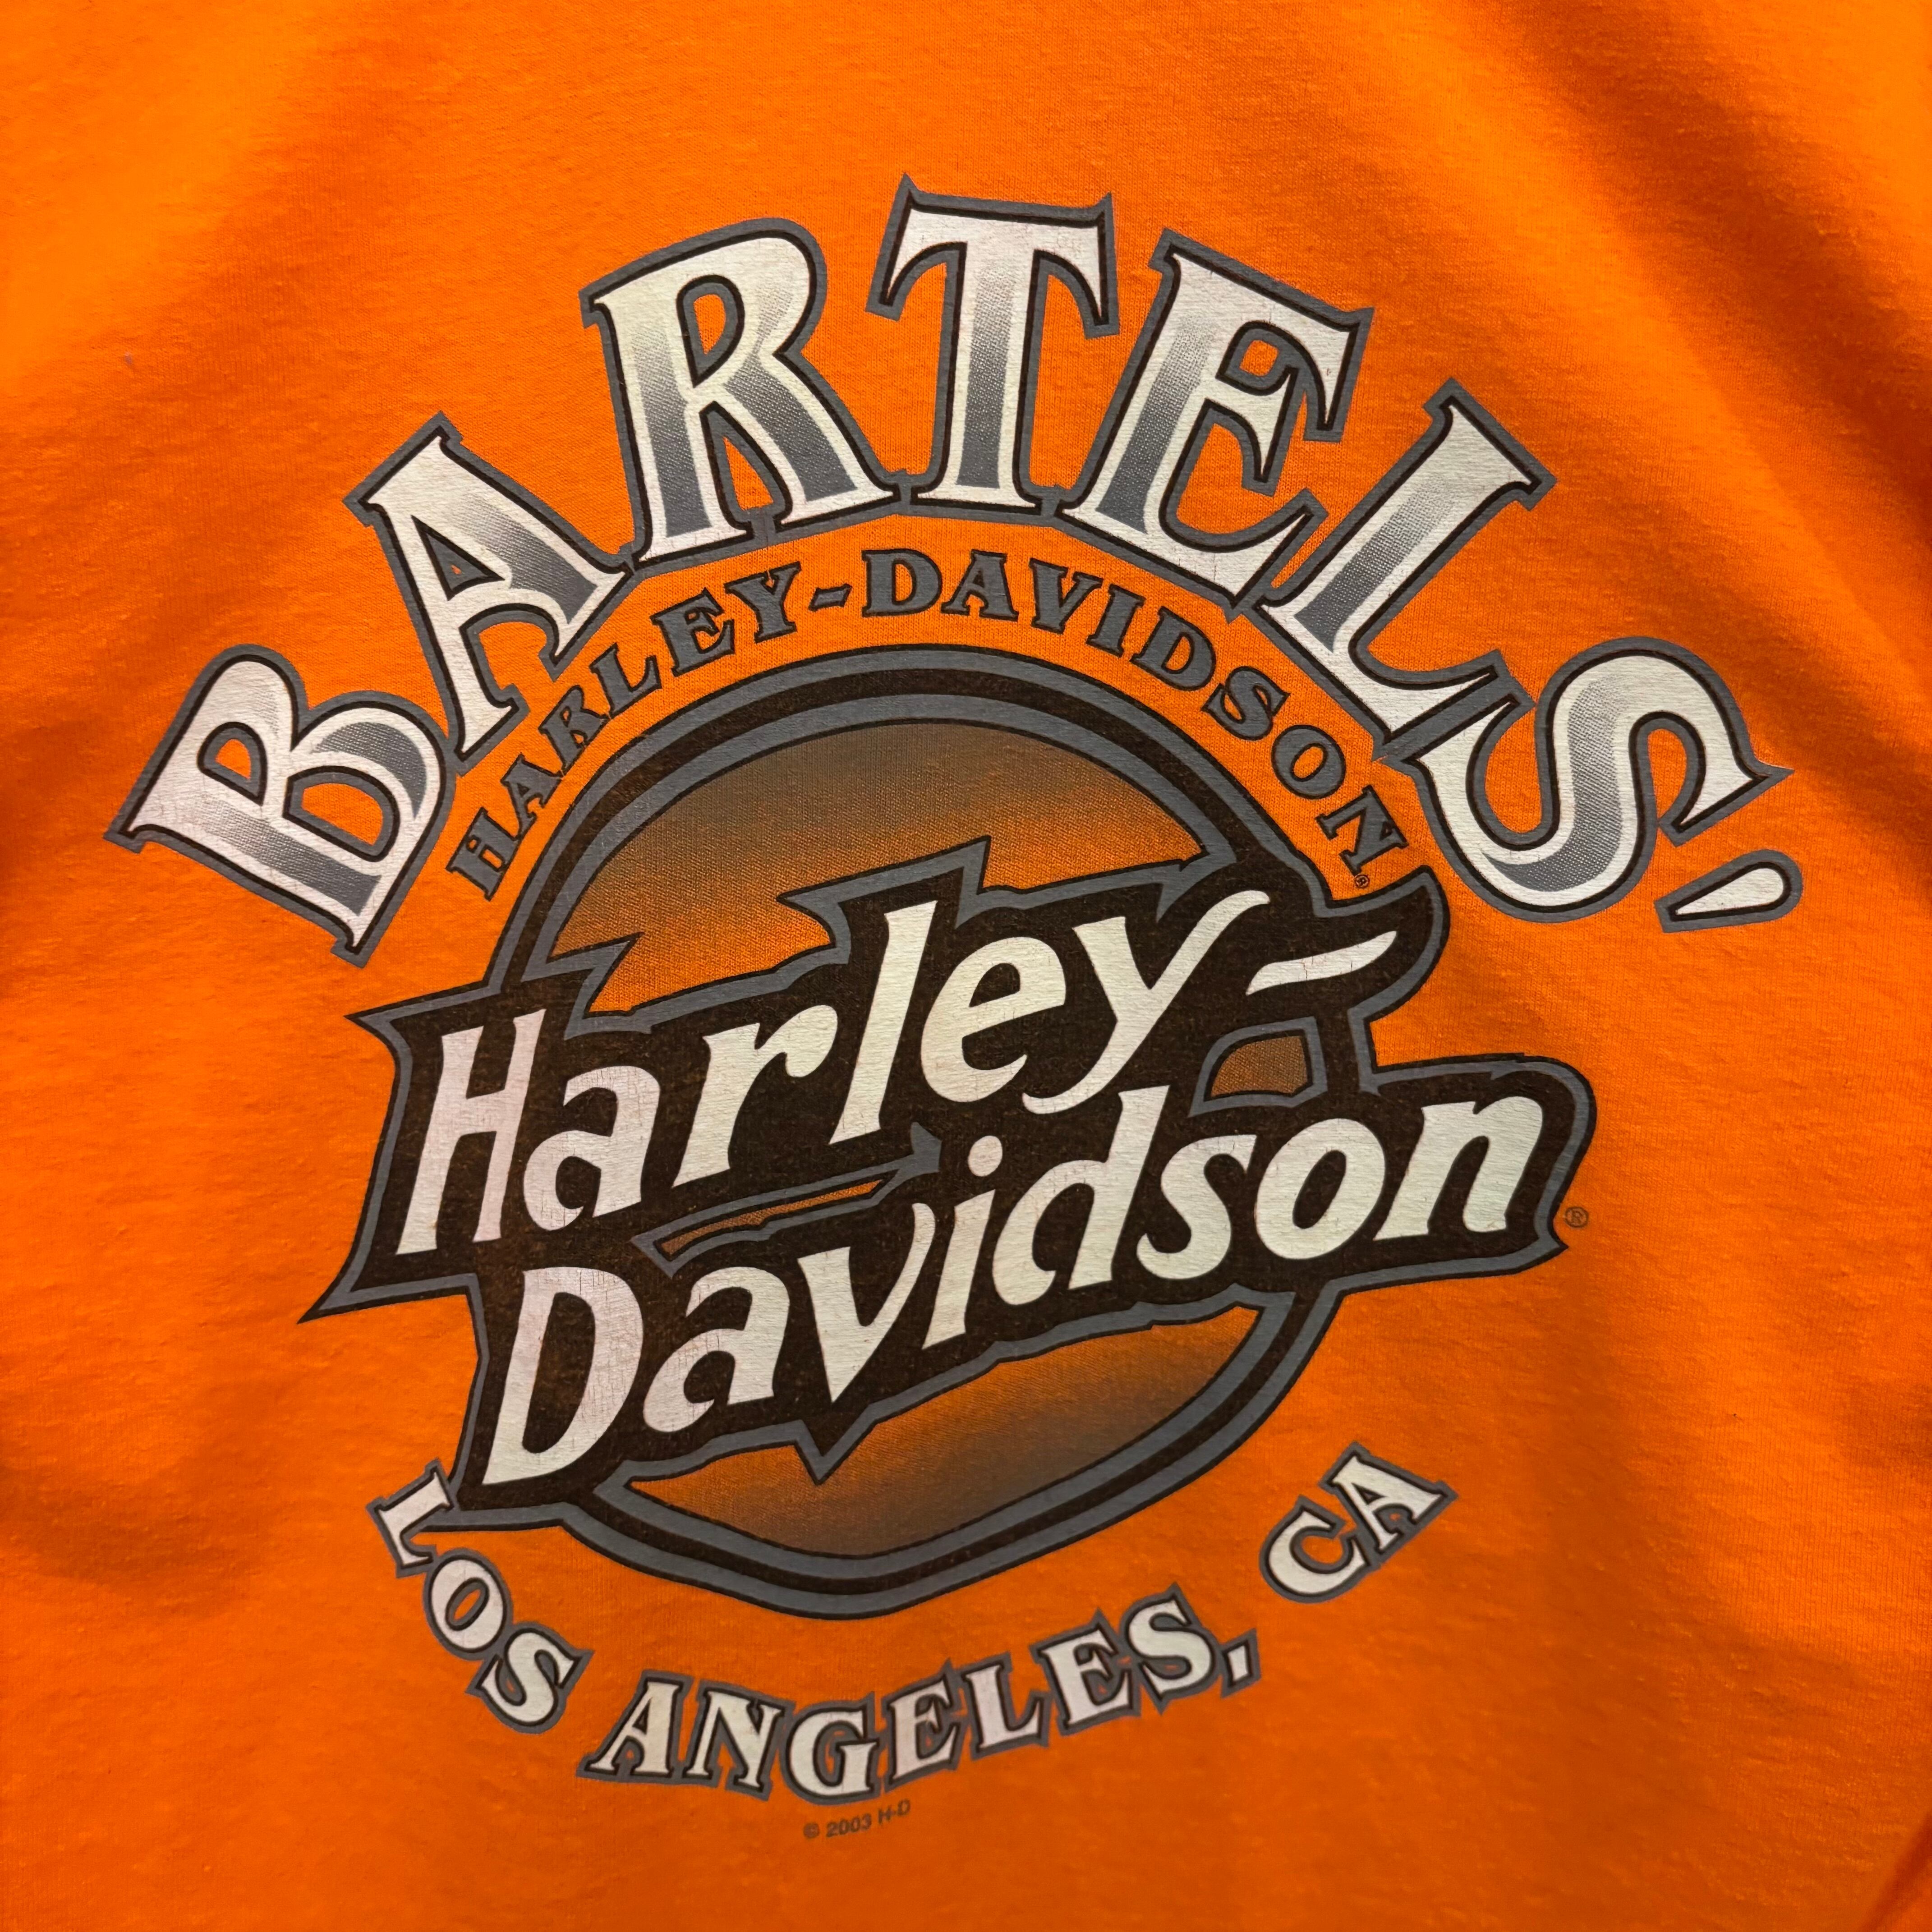 BARTELS'
HARLEY-DAVIDSON®
Harley-
Davidson®
LOS ANGELES, CA
© 2003 H-D